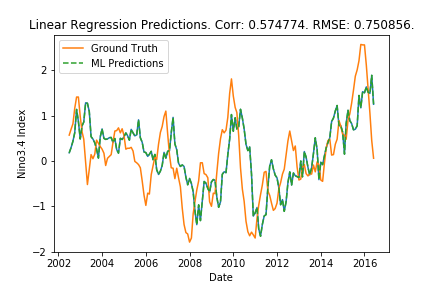 Linear Regression Predictions. Corr: 0.574774. RMSE: 0.750856.
Ground Truth
ML Predictions
Nino3.4 Index
2
1
0
−1
−2
2002 2004 2006 2008 2010 2012 2014 2016
Date